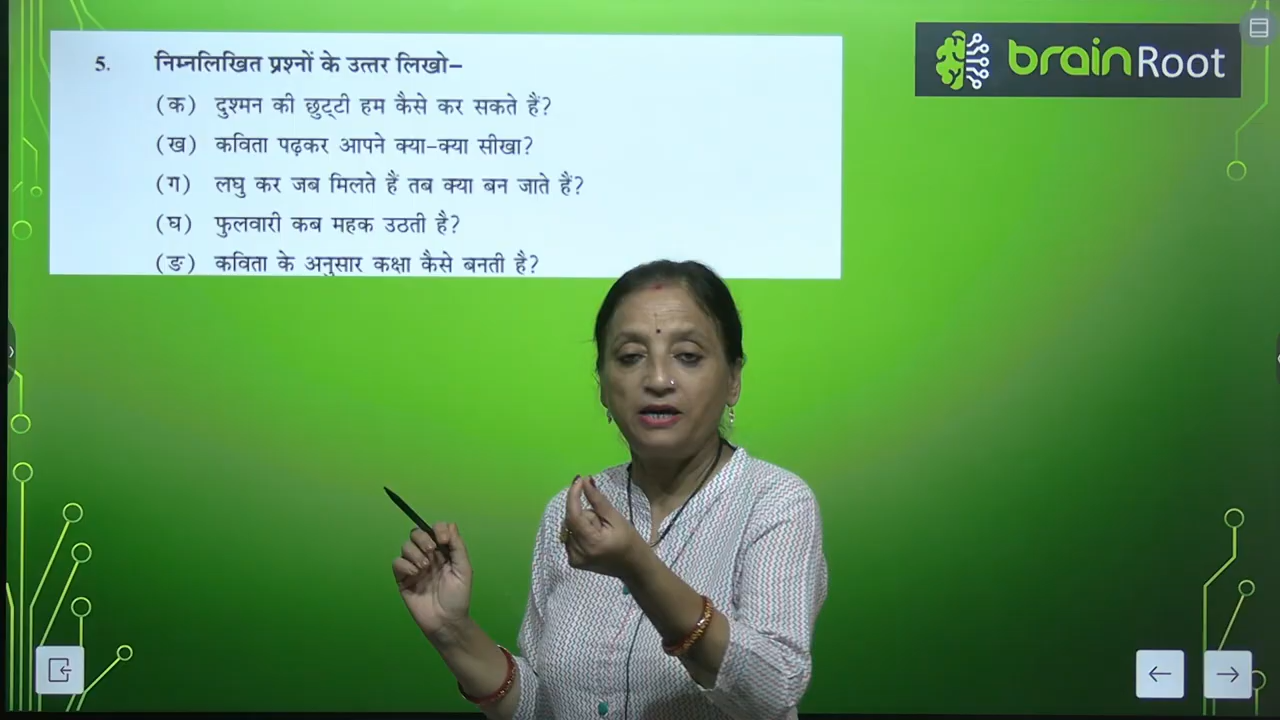 5. निम्नलिखित प्रश्नों के उत्तर लिखो–
(क) दुश्मन की छुट्टी हम कैसे कर सकते हैं?
(ख) कविता पढ़कर आपने क्या-क्या सीखा?
(ग) लघु कर जब मिलते हैं तब क्या बन जाते हैं?
(घ) फुलवारी कब महक उठती है?
(ङ) कविता के अनुसार कक्षा कैसे बनती है?
brainRoot